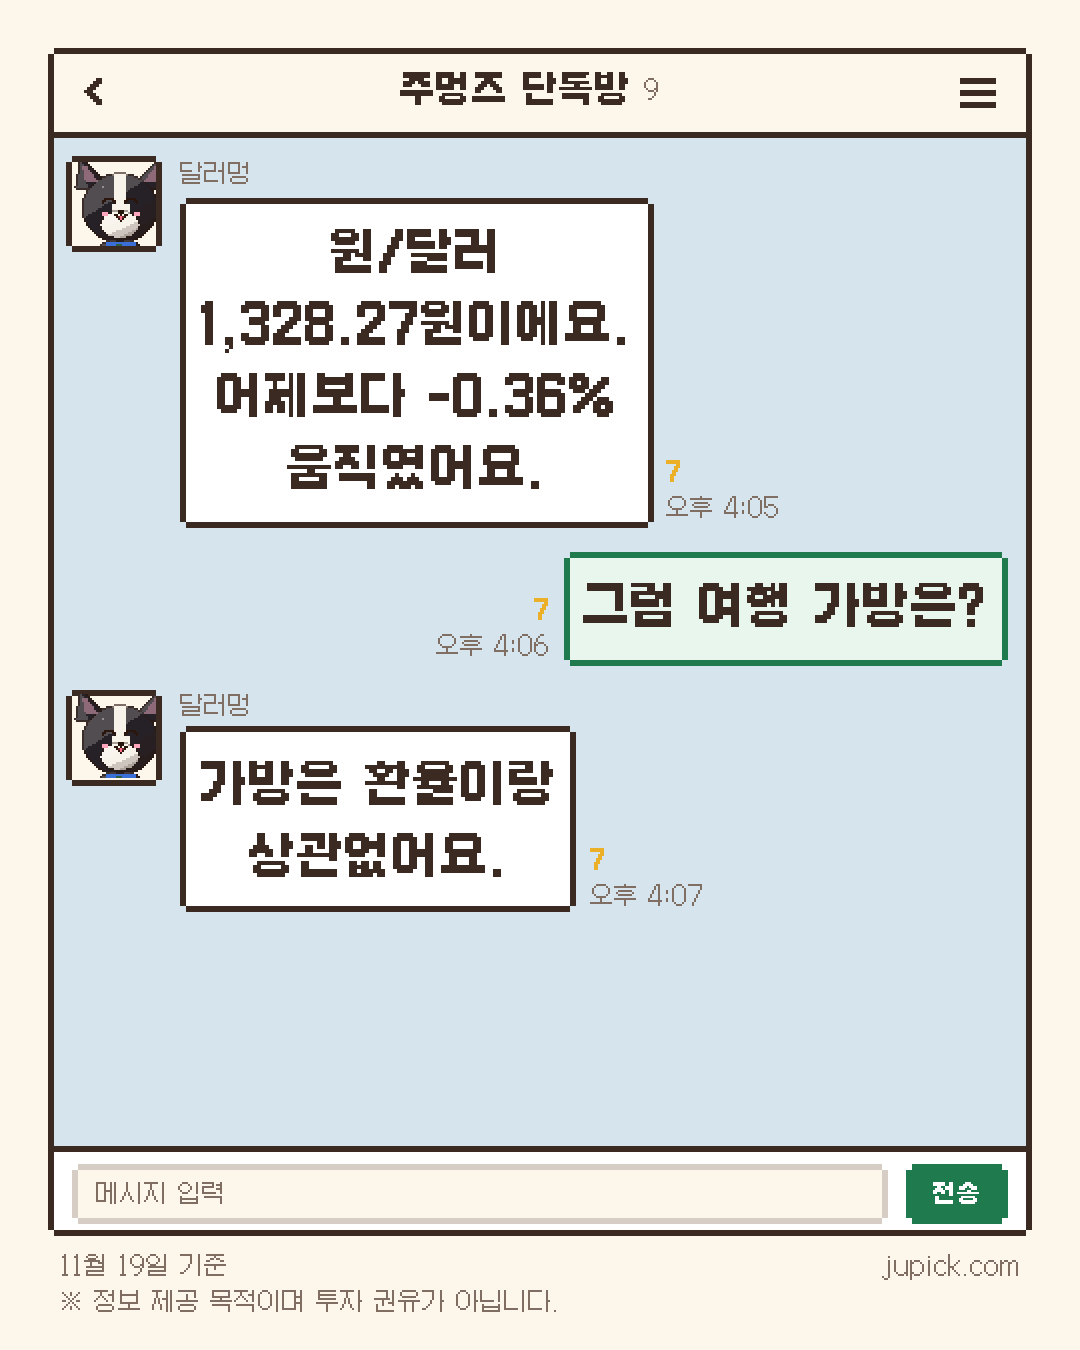 주멍즈 단독방 9
달러멍
원/달러
1,328.27원이에요.
어제보다 -0.36%
움직였어요.
7
오후 4:05
그럼 여행 가방은?
7
오후 4:06
달러멍
가방은 환율이랑
상관없어요.
7
오후 4:07
메시지 입력
전송
11월 19일 기준
jupick.com
※ 정보 제공 목적이며 투자 권유가 아닙니다.